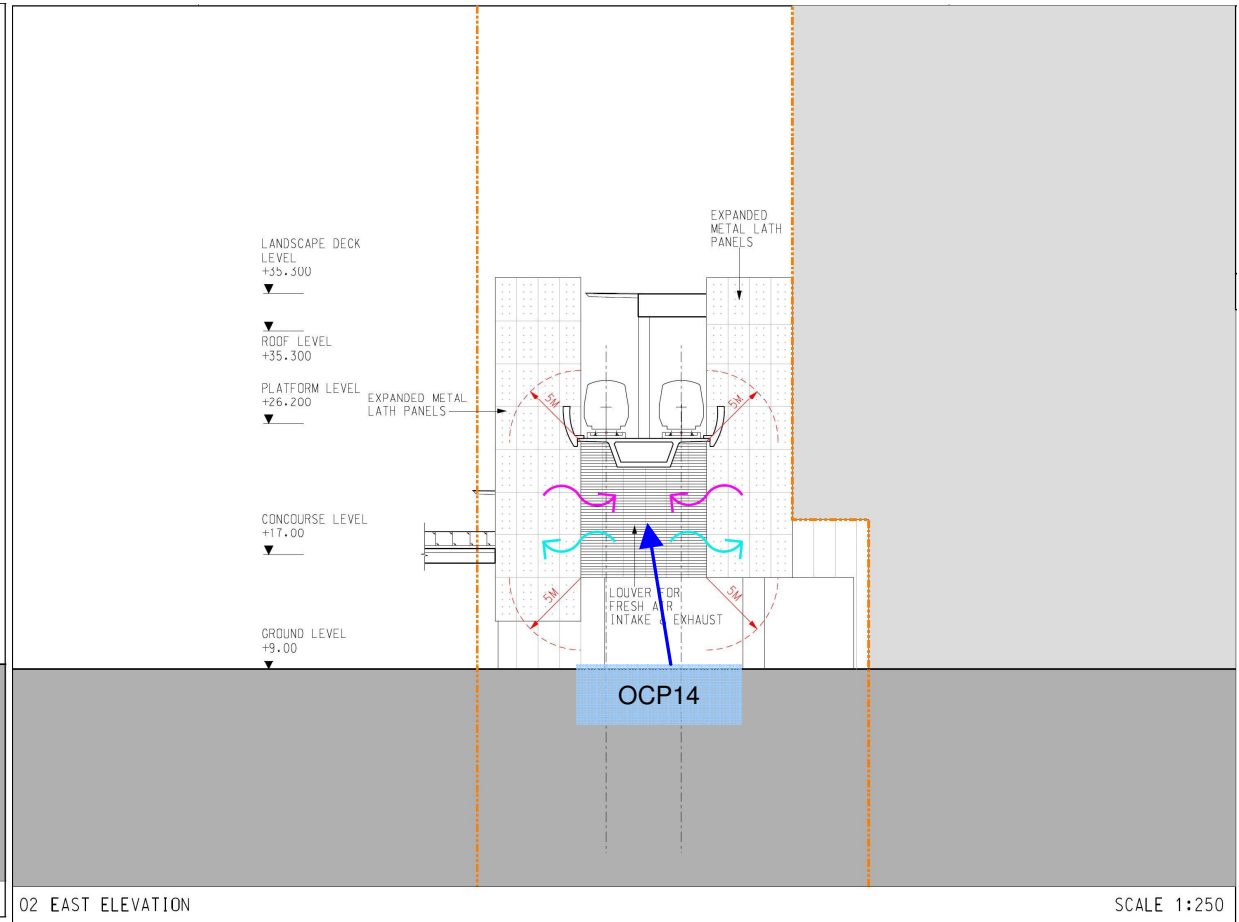 EXPANDED
METAL LATH
PANELS
LANDSCAPE DECK
LEVEL
+35.300
ROOF LEVEL
+35.300
PLATFORM LEVEL
+26.200
EXPANDED METAL
LATH PANELS
5M
5M
CONCOURSE LEVEL
+17.00
5M
5M
LOUVER FOR
FRESH AIR
INTAKE & EXHAUST
GROUND LEVEL
+9.00
OCP14
02 EAST ELEVATION
SCALE 1:250